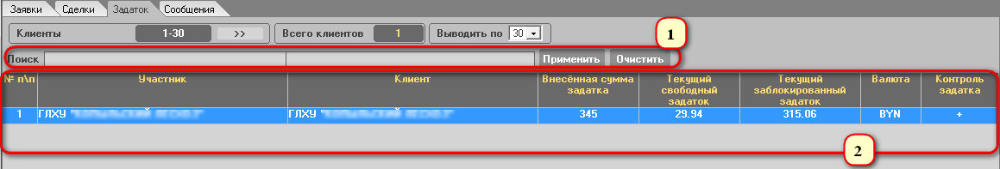 Заявки Сделки Задаток Сообщения
Клиенты 1-30 >> Всего клиентов 1 Выводить по 30
1
Поиск Применить Очистить
№ п\п Участник Клиент Внесённая сумма задатка Текущий свободный задаток Текущий заблокированный задаток Валюта Контроль задатка
1 ГЛХУ ГЛХУ 345 29.94 315.06 BYN +
2